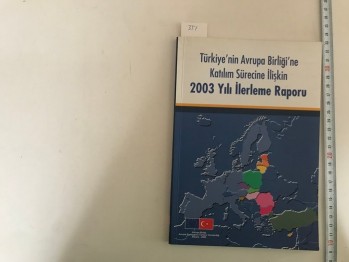 Türkiye'nin Avrupa Birliği'ne
Katılım Sürecine İlişkin
2003 Yılı İlerleme Raporu